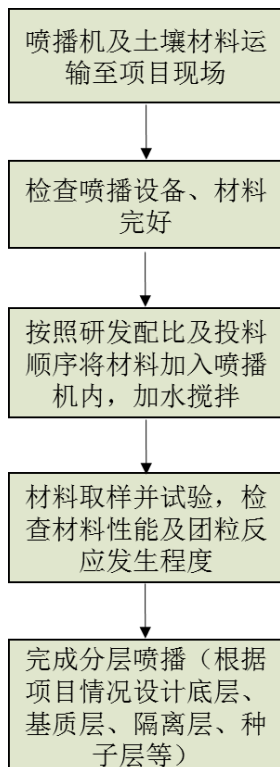 喷播机及土壤材料运
输至项目现场
检查喷播设备、材料
完好
按照研发配比及投料
顺序将材料加入喷播
机内，加水搅拌
材料取样并试验，检
查材料性能及团粒反
应发生程度
完成分层喷播（根据
项目情况设计底层、
基质层、隔离层、种
子层等）